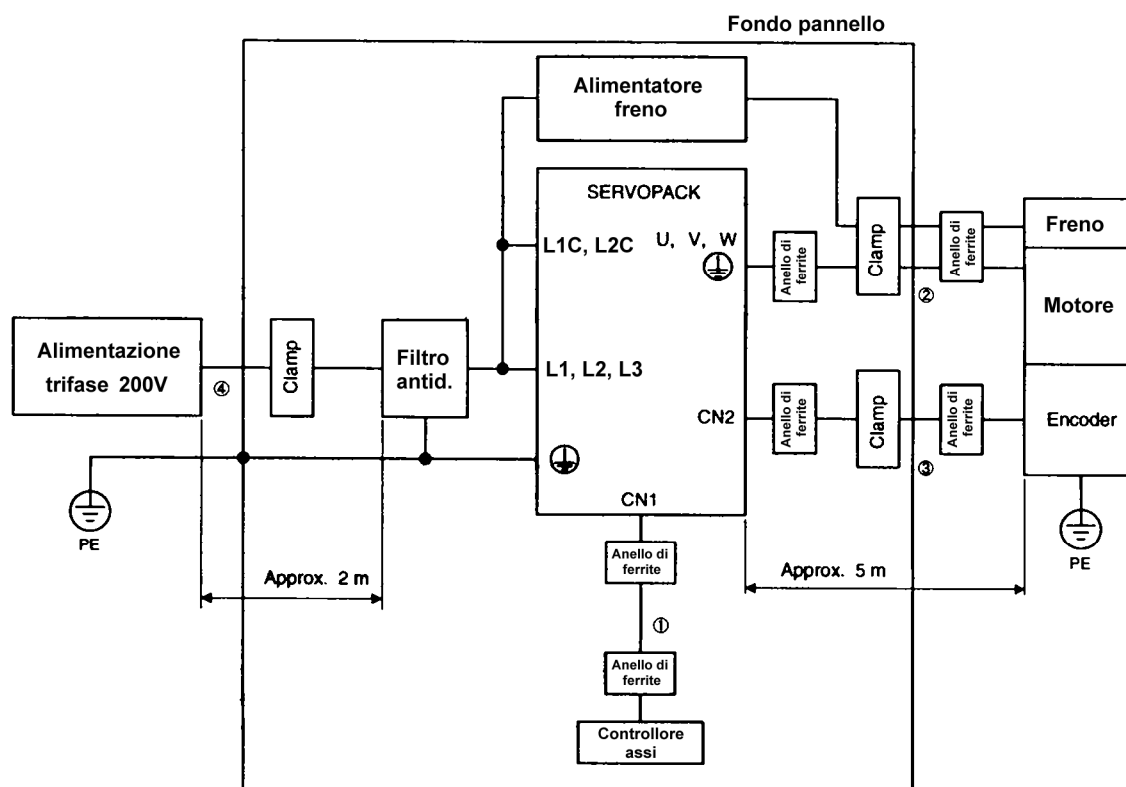 Fondo pannello
Alimentatore
freno
SERVOPACK
L1C, L2C
U, V, W
Anello di
ferrite
Clamp
Anello di
ferrite
Freno
②
Motore
Alimentazione
trifase 200V
④
Clamp
Filtro
antid.
L1, L2, L3
CN2
Anello di
ferrite
Clamp
Anello di
ferrite
Encoder
③
PE
CN1
PE
Approx. 2 m
Anello di
ferrite
Approx. 5 m
①
Anello di
ferrite
Controllore
assi